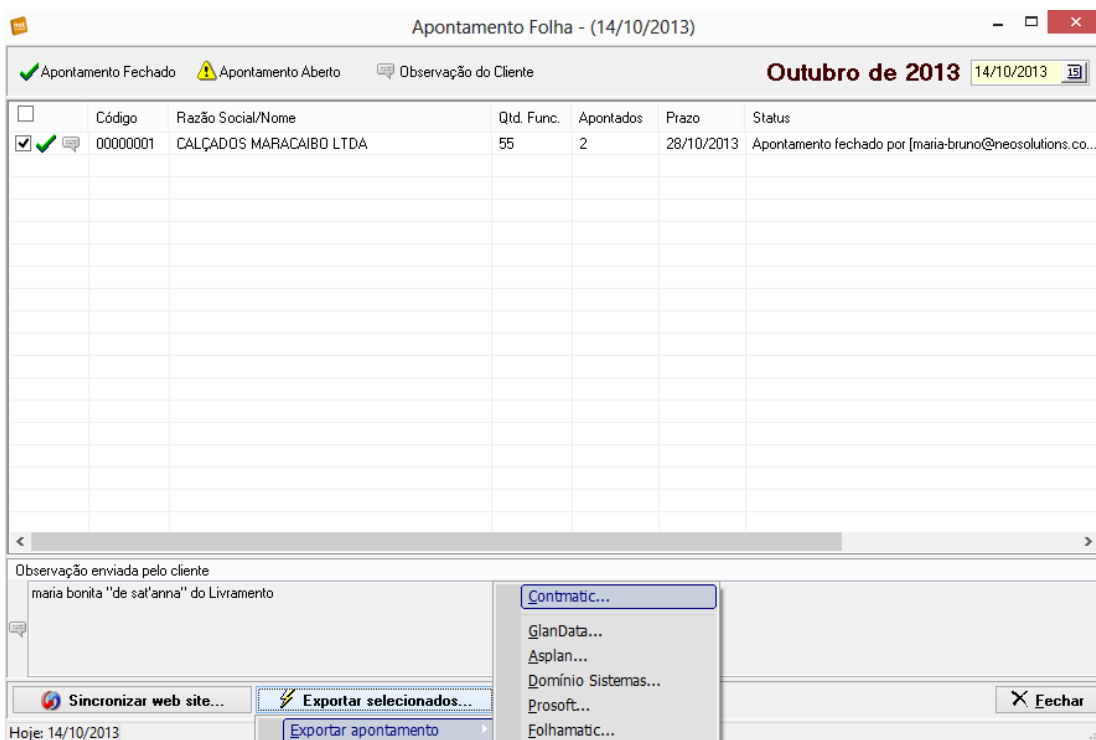 Apontamento Folha - (14/10/2013)
Apontamento Fechado Apontamento Aberto Observação do Cliente Outubro de 2013 14/10/2013 15
Código Razão Social/Nome Qtd. Func. Apontados Prazo Status
00000001 CALÇADOS MARACAIBO LTDA 55 2 28/10/2013 Apontamento fechado por [maria-bruno@neosolutions.co...
Observação enviada pelo cliente
maria bonita "de sat'anna" do Livramento
Contmatic...
GlanData...
Asplan...
Domínio Sistemas...
Prosoft...
Folhamatic...
Sincronizar web site... Exportar selecionados... Fechar
Hoje: 14/10/2013 Exportar apontamento